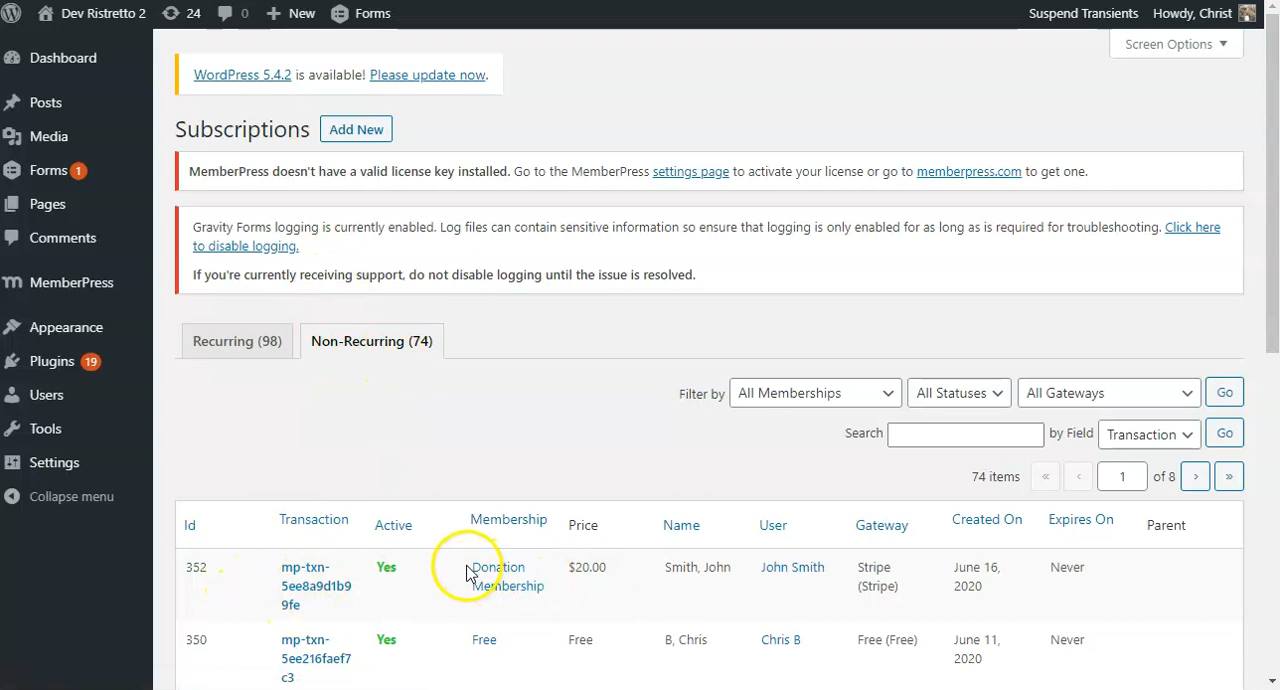 Dev Ristretto 2 24 0 New Forms Suspend Transients Howdy, Christ
Screen Options
Dashboard
Posts
Media
Forms 1
Pages
Comments
MemberPress
Appearance
Plugins 19
Users
Tools
Settings
Collapse menu
WordPress 5.4.2 is available! Please update now.
Subscriptions Add New
MemberPress doesn't have a valid license key installed. Go to the MemberPress settings page to activate your license or go to memberpress.com to get one.
Gravity Forms logging is currently enabled. Log files can contain sensitive information so ensure that logging is only enabled for as long as is required for troubleshooting. Click here
to disable logging.
If you're currently receiving support, do not disable logging until the issue is resolved.
Recurring (98) Non-Recurring (74)
Filter by All Memberships All Statuses All Gateways Go
Search by Field Transaction Go
74 items « ‹ 1 of 8 › »
Id Transaction Active Membership Price Name User Gateway Created On Expires On Parent
352 mp-txn- Yes Donation $20.00 Smith, John John Smith Stripe June 16, Never
5ee8a9d1b9 Membership (Stripe) 2020
9fe
350 mp-txn- Yes Free Free B, Chris Chris B Free (Free) June 11, Never
5ee216faef7 2020
c3